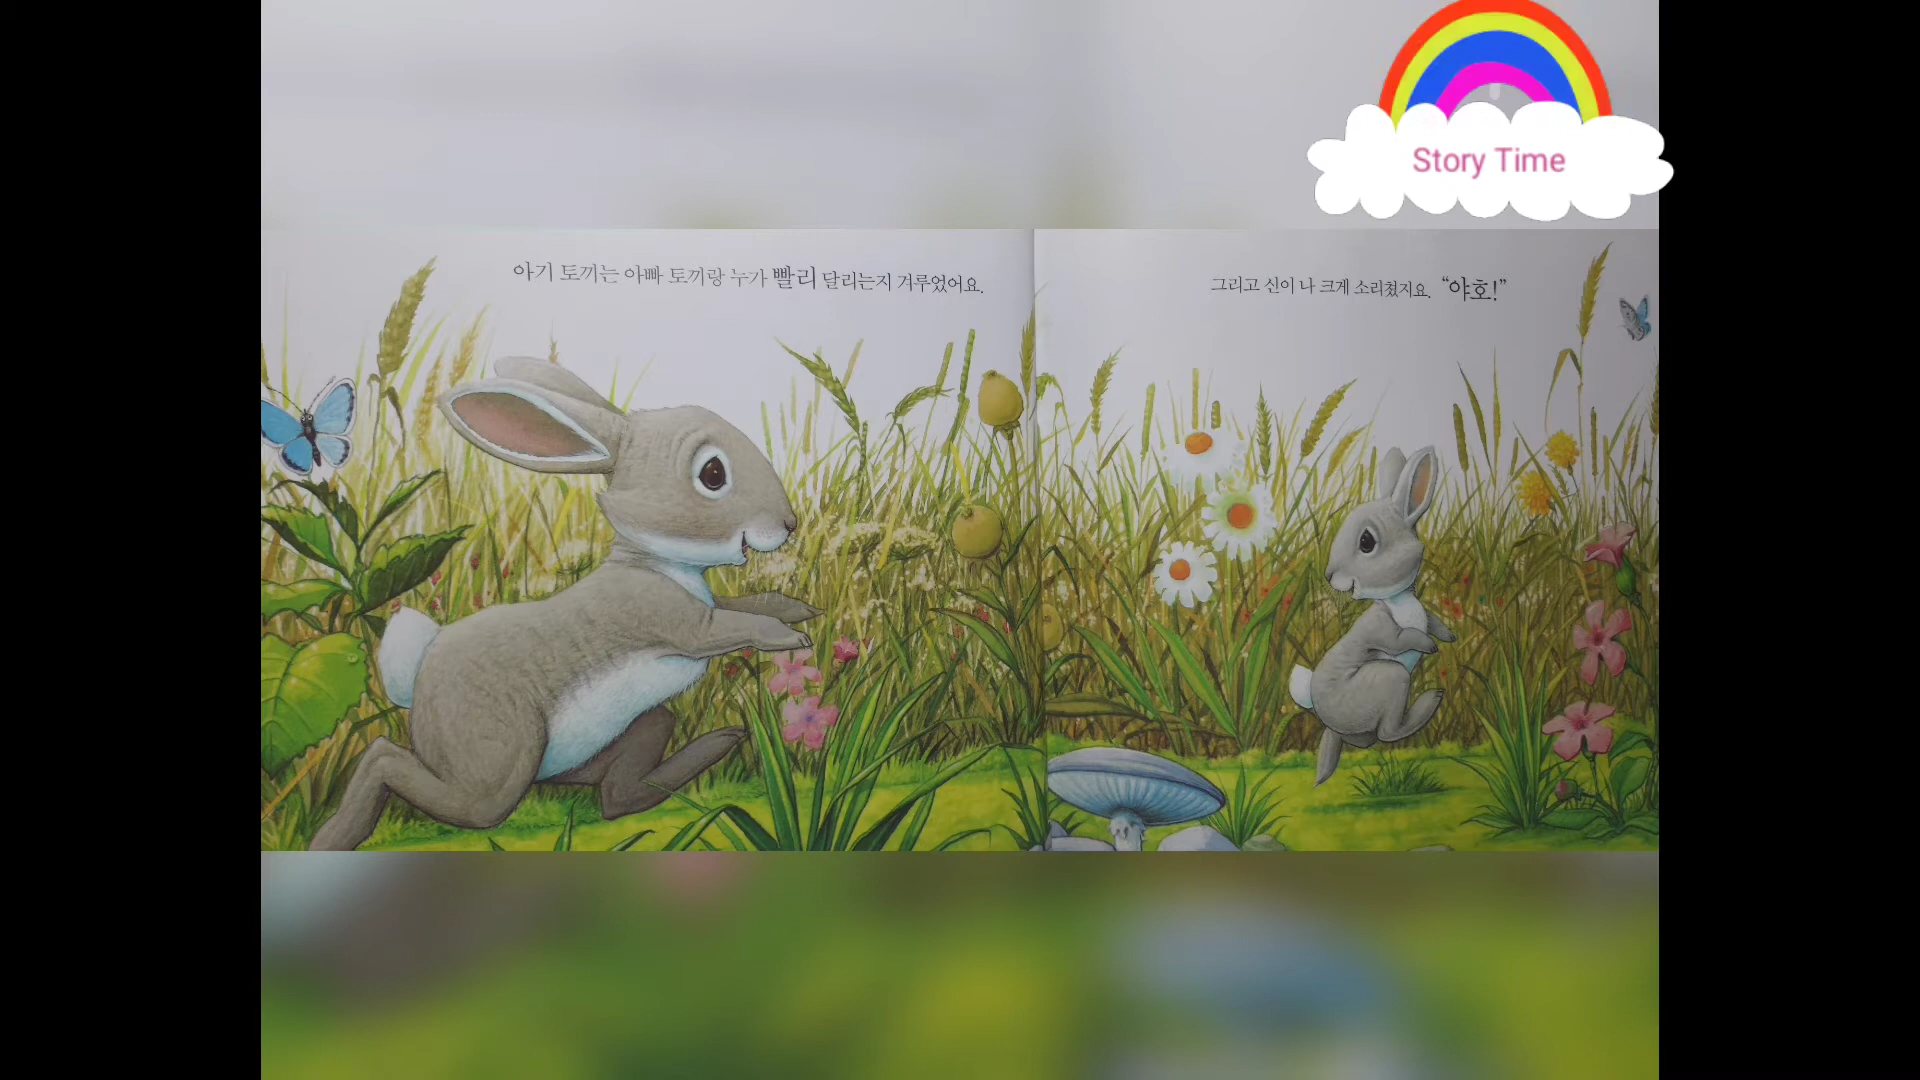 Story Time
아기 토끼는 아빠 토끼랑 누가 빨리 달리는지 겨루었어요.
그리고 신이 나 크게 소리쳤지요. “야호!”